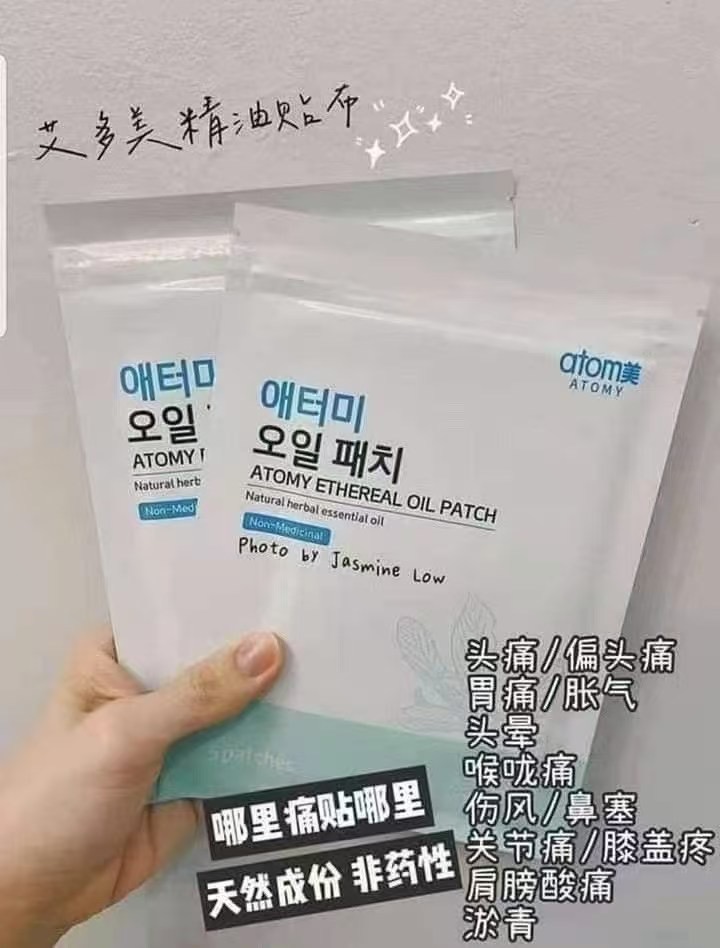 艾多美精油贴布
애터미
오일
ATOMY
Natural herb
Non-Med
atom美
ATOMY
애터미
오일 패치
ATOMY ETHEREAL OIL PATCH
Natural herbal essential oil
Non-Medicinal
Photo by Jasmine Low
patches
头痛/偏头痛
胃痛/胀气
头晕
喉咙痛
伤风/鼻塞
关节痛/膝盖疼
肩膀酸痛
淤青
哪里痛贴哪里
天然成份 非药性